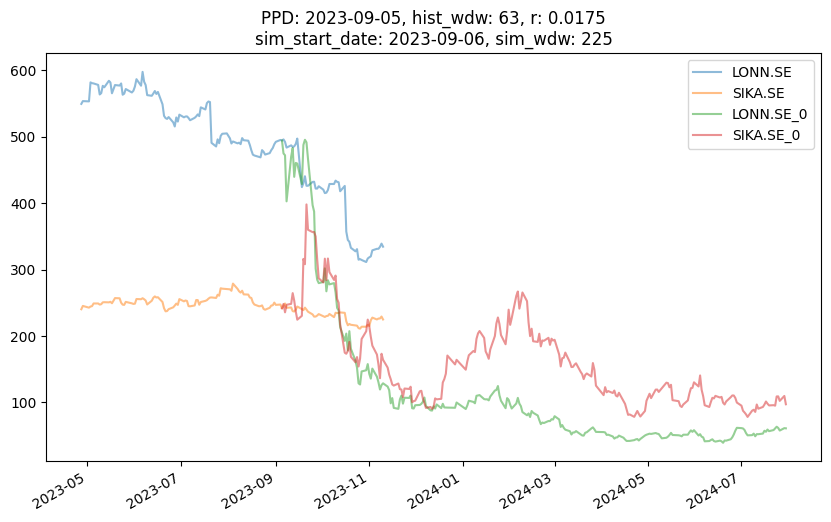 PPD: 2023-09-05, hist_wdw: 63, r: 0.0175
sim_start_date: 2023-09-06, sim_wdw: 225
LONN.SE
SIKA.SE
LONN.SE_0
SIKA.SE_0
600
500
400
300
200
100
2023-05
2023-07
2023-09
2023-11
2024-01
2024-03
2024-05
2024-07